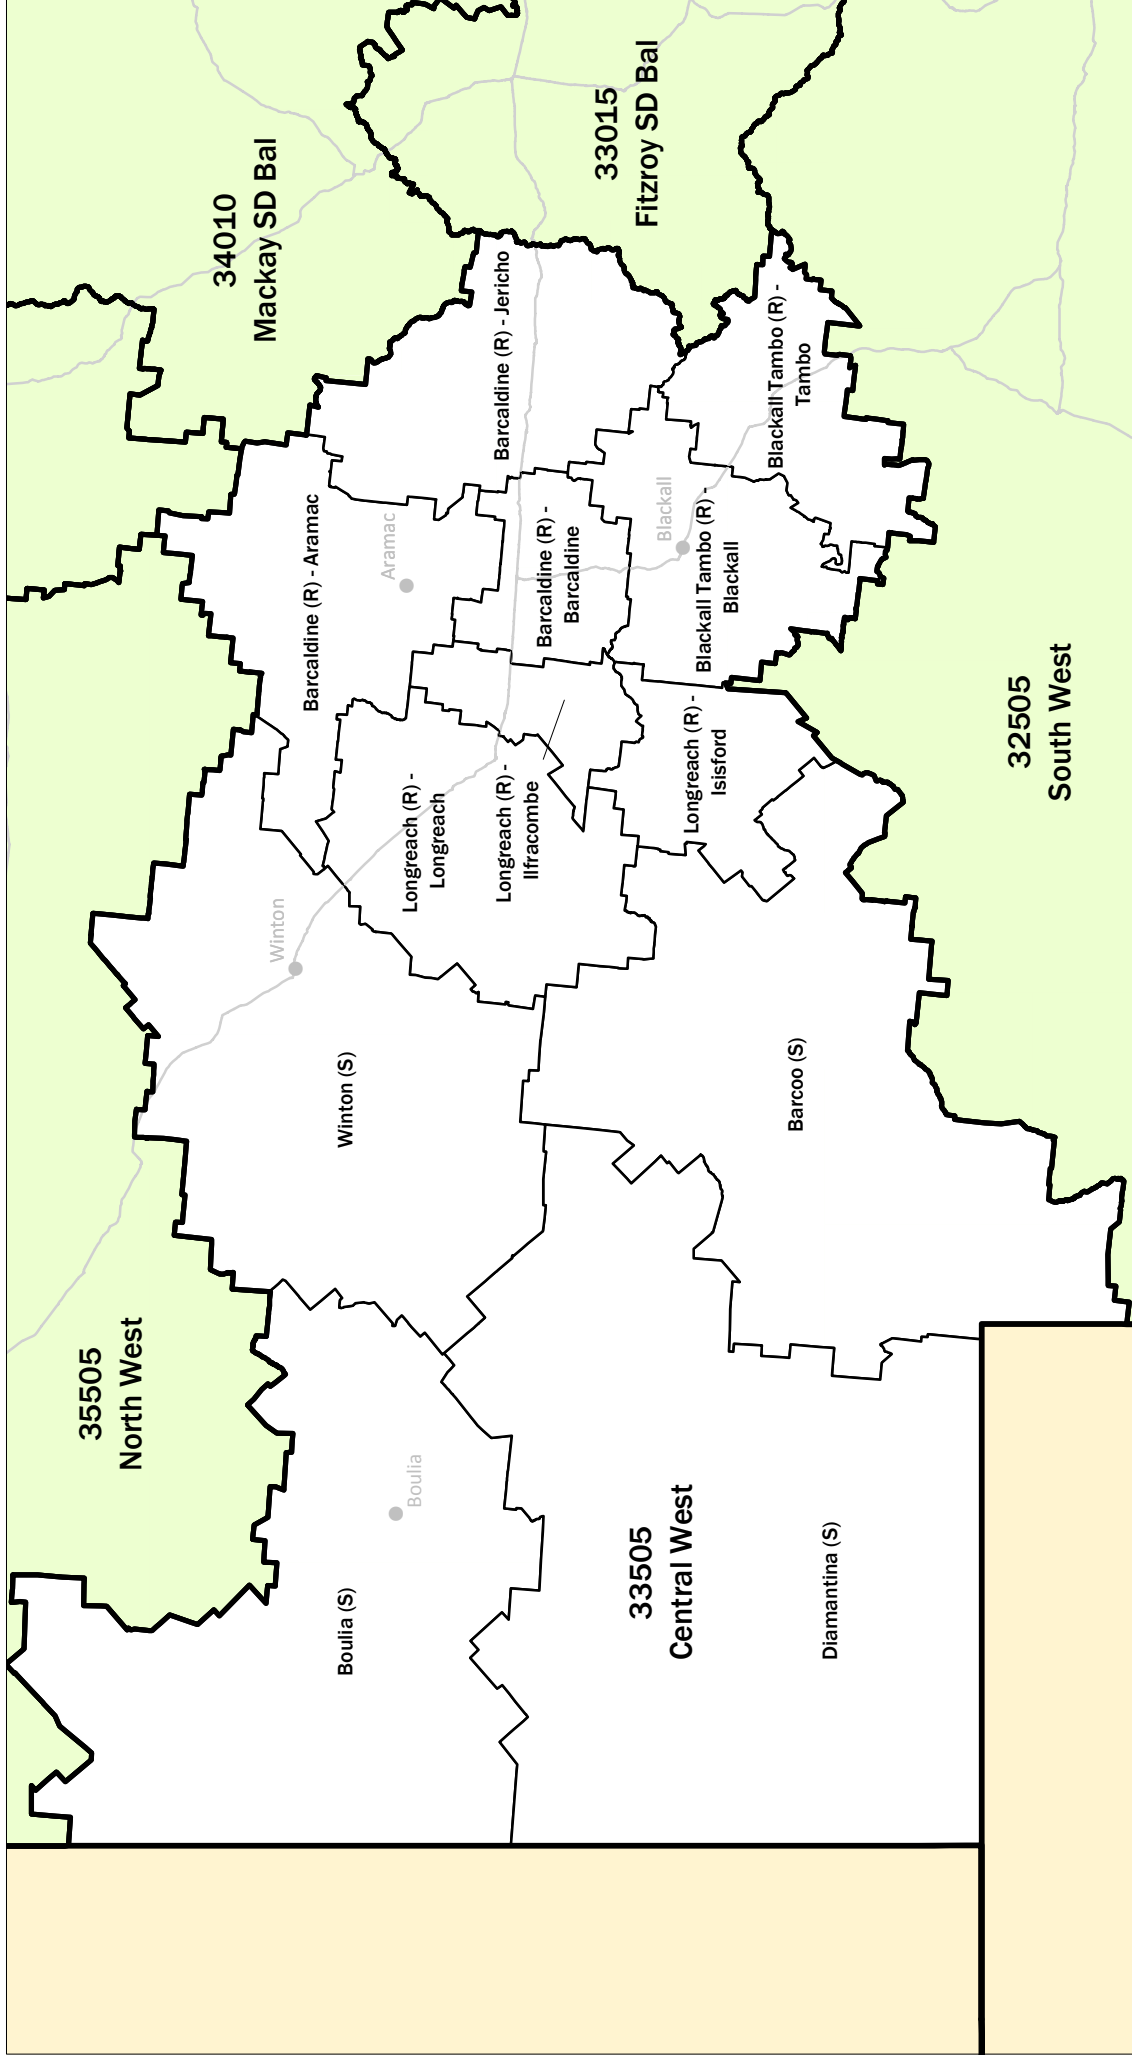 35505
North West
34010
Mackay SD Bal
33015
Fitzroy SD Bal
Winton
Barcaldine (R) - Aramac
Aramac
Boulia (S)
Boulia
Winton (S)
Longreach (R) -
Longreach
Longreach (R) -
Ilfracombe
Barcaldine (R) -
Barcaldine
Barcaldine (R) - Jericho
33505
Central West
Diamantina (S)
Barcoo (S)
Longreach (R) -
Isisford
Blackall
Blackall Tambo (R) -
Blackall
Blackall Tambo (R) -
Tambo
32505
South West